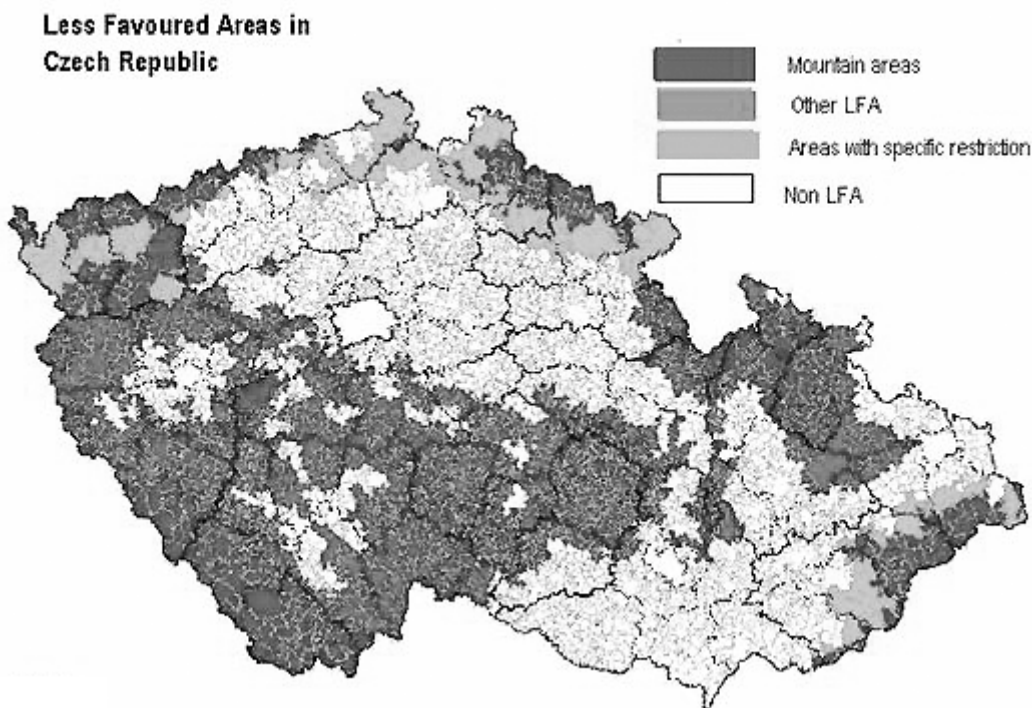 Less Favoured Areas in
Czech Republic
Mountain areas
Other LFA
Areas with specific restriction
Non LFA